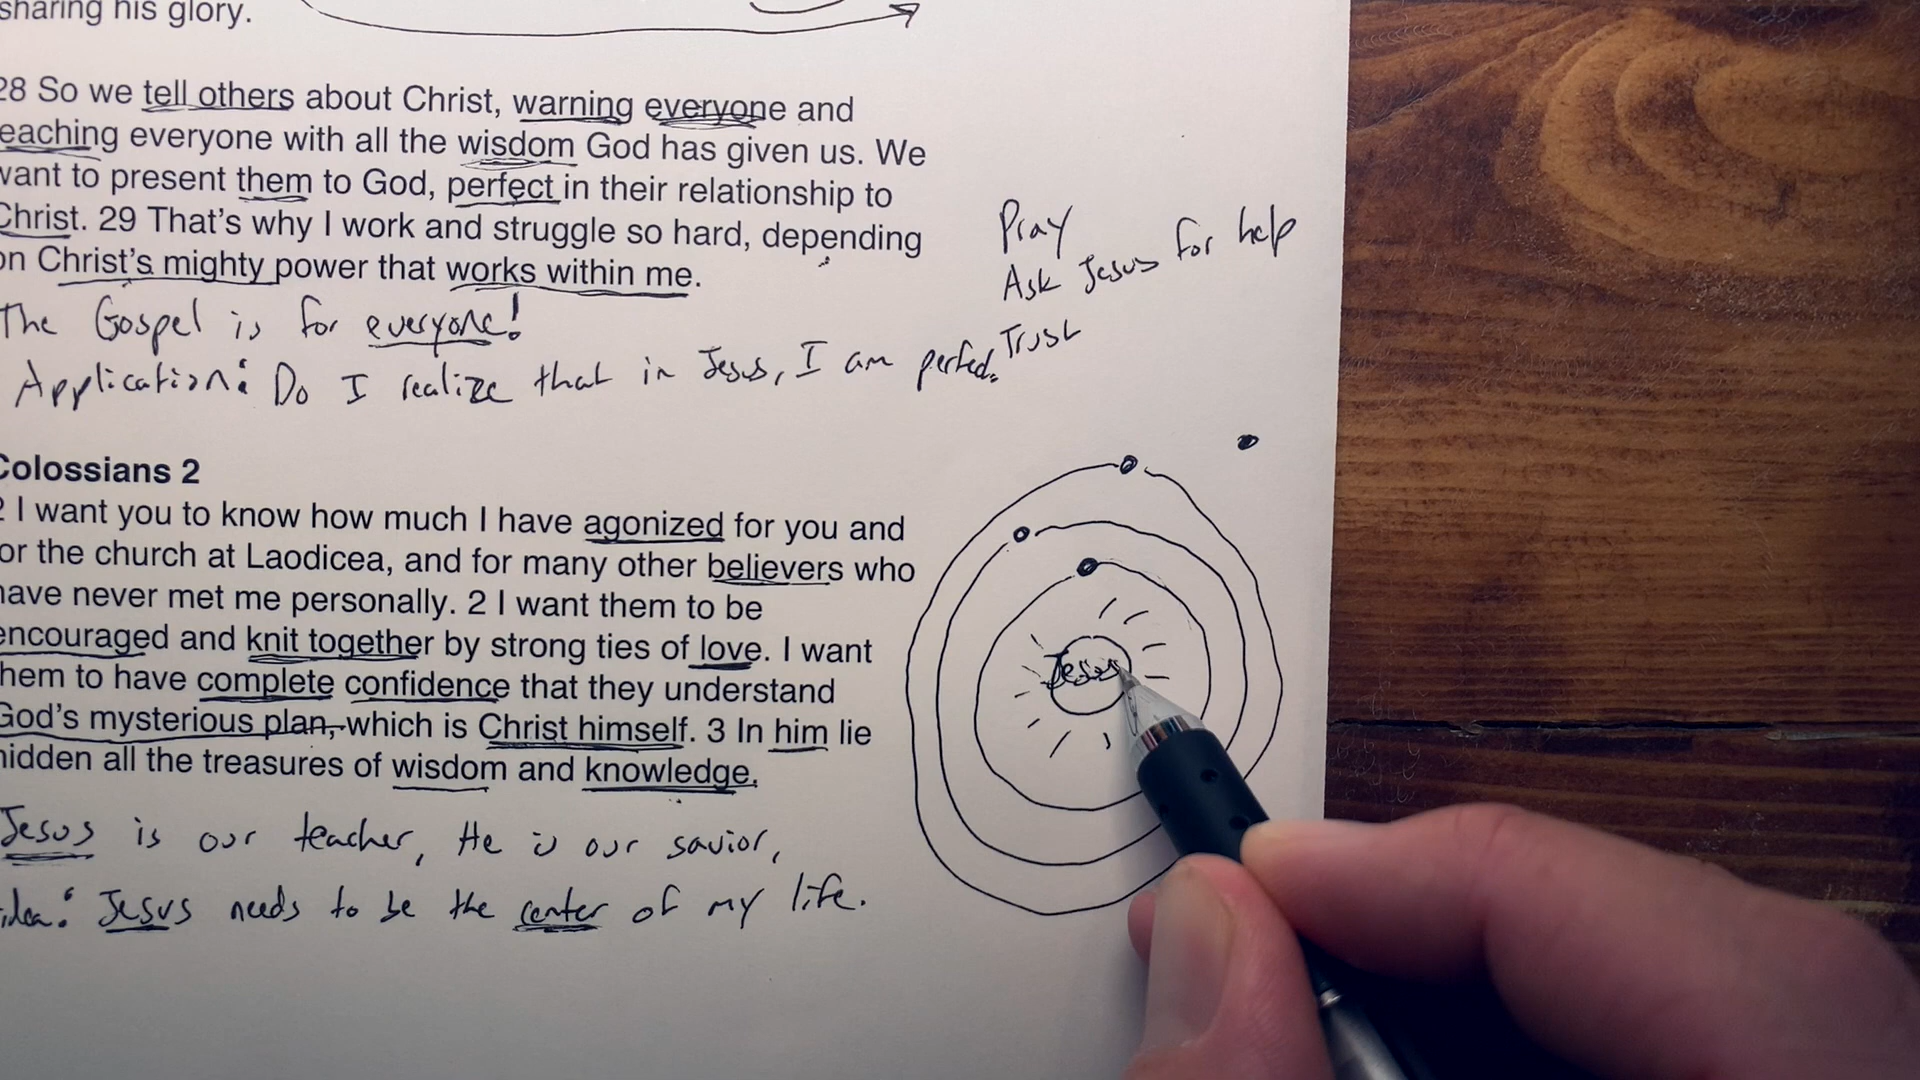 sharing his glory.
28 So we tell others about Christ, warning everyone and
eaching everyone with all the wisdom God has given us. We
want to present them to God, perfect in their relationship to
Christ. 29 That's why I work and struggle so hard, depending
on Christ's mighty power that works within me.
Pray
Ask Jesus for help
Trust
The Gospel is for everyone!
Application: Do I realize that in Jesus, I am perfect.
Colossians 2
2 I want you to know how much I have agonized for you and
or the church at Laodicea, and for many other believers who
have never met me personally. 2 I want them to be
encouraged and knit together by strong ties of love. I want
hem to have complete confidence that they understand
God's mysterious plan, which is Christ himself. 3 In him lie
hidden all the treasures of wisdom and knowledge.
Jesus
Jesus is our teacher, He is our savior,
idea: Jesus needs to be the center of my life.